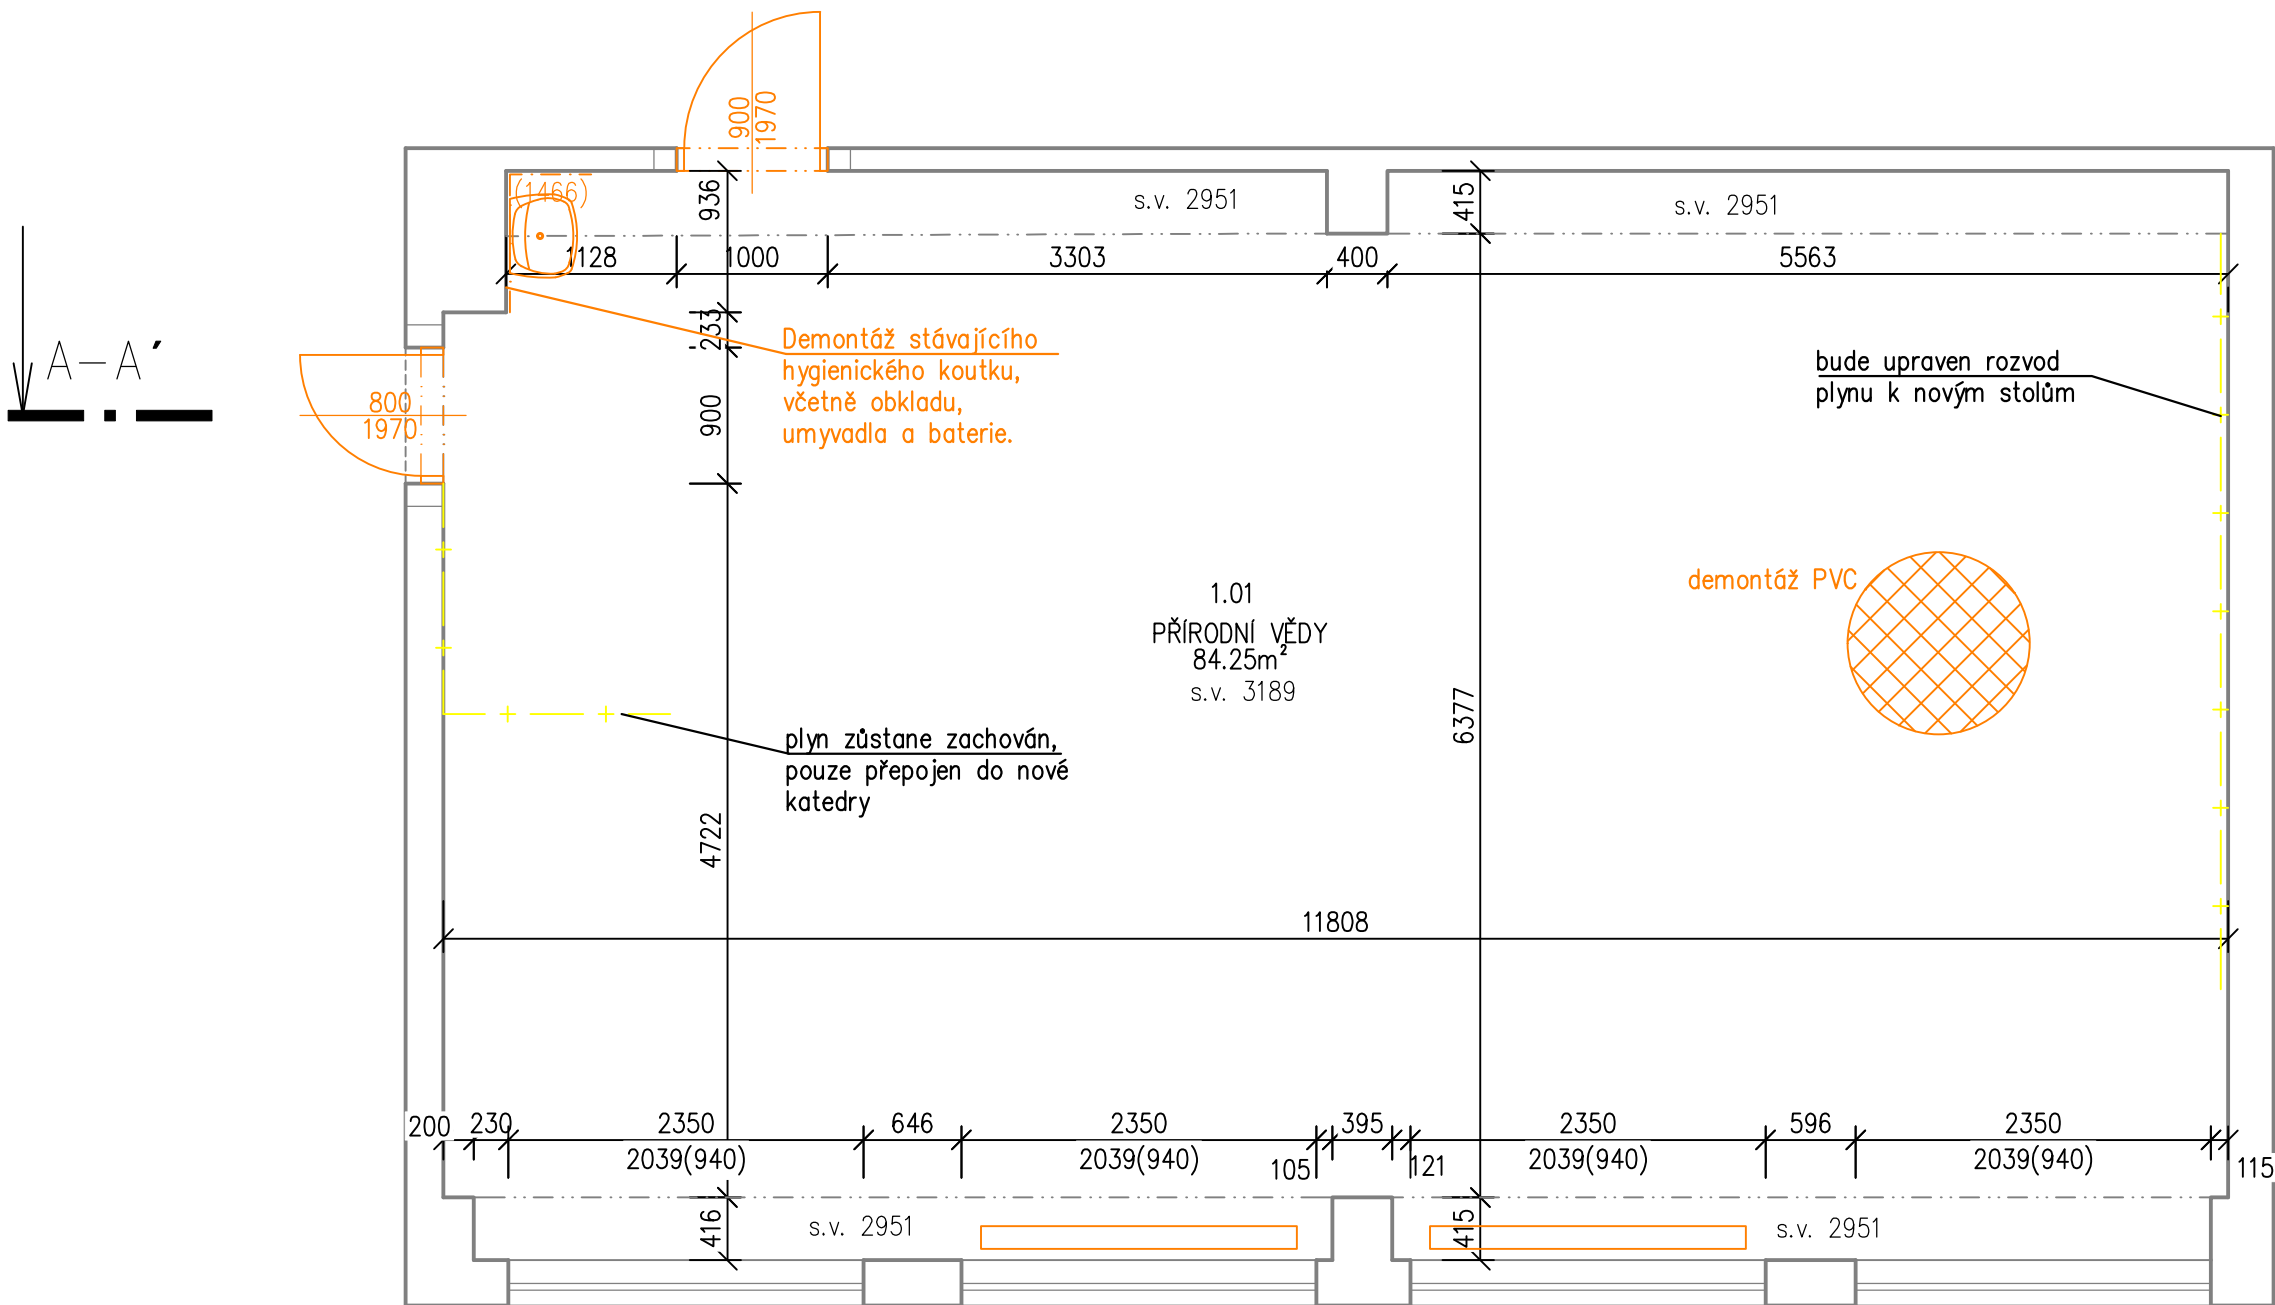 900
1970
(1466)
936
s.v. 2951
415
s.v. 2951
1128
1000
3303
400
5563
233
Demontáž stávajícího
hygienického koutku,
včetně obkladu,
umyvadla a baterie.
A-A´
bude upraven rozvod
plynu k novým stolům
800
1970
900
demontáž PVC
1.01
PŘÍRODNÍ VĚDY
84.25m²
s.v. 3189
6377
plyn zůstane zachován,
pouze přepojen do nové
katedry
4722
11808
200
230
2350
646
2350
395
2350
596
2350
2039(940)
2039(940)
105
121
2039(940)
2039(940)
115
416
s.v. 2951
415
s.v. 2951